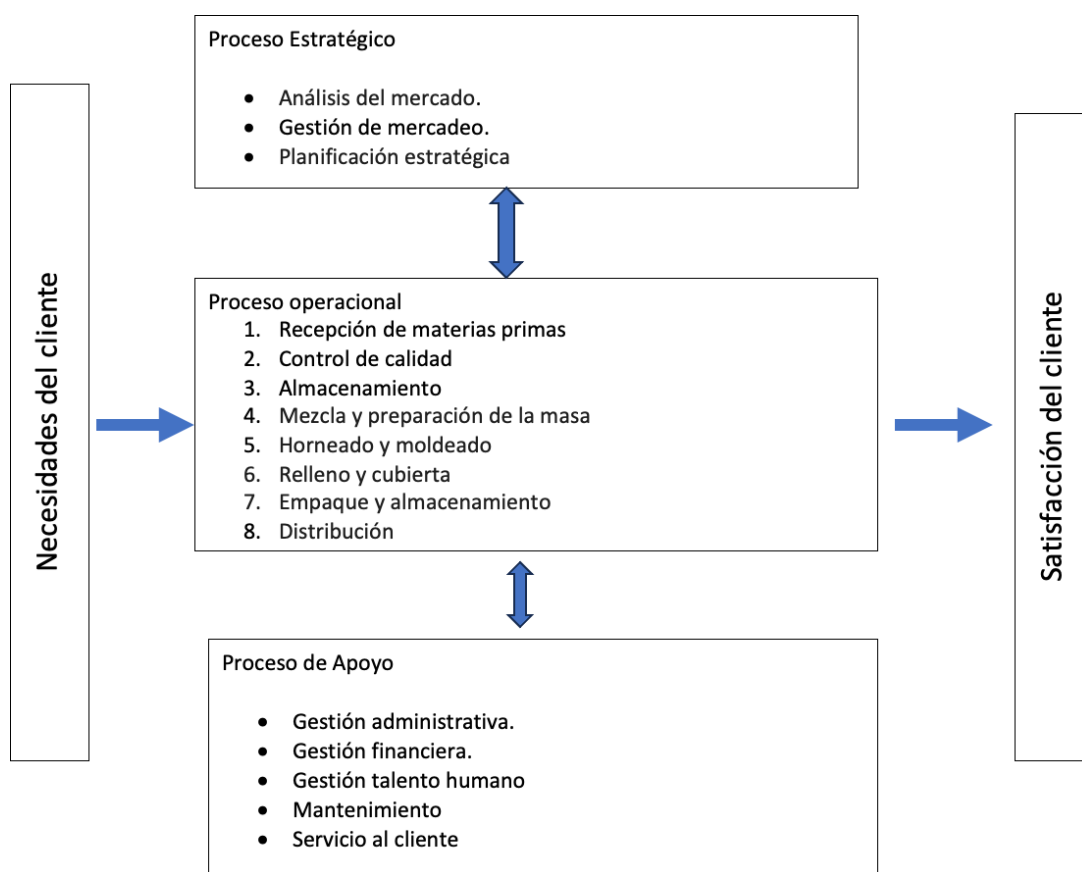 Necesidades del cliente
Proceso Estratégico
• Análisis del mercado.
• Gestión de mercadeo.
• Planificación estratégica
Proceso operacional
1. Recepción de materias primas
2. Control de calidad
3. Almacenamiento
4. Mezcla y preparación de la masa
5. Horneado y moldeado
6. Relleno y cubierta
7. Empaque y almacenamiento
8. Distribución
Proceso de Apoyo
• Gestión administrativa.
• Gestión financiera.
• Gestión talento humano
• Mantenimiento
• Servicio al cliente
Satisfacción del cliente